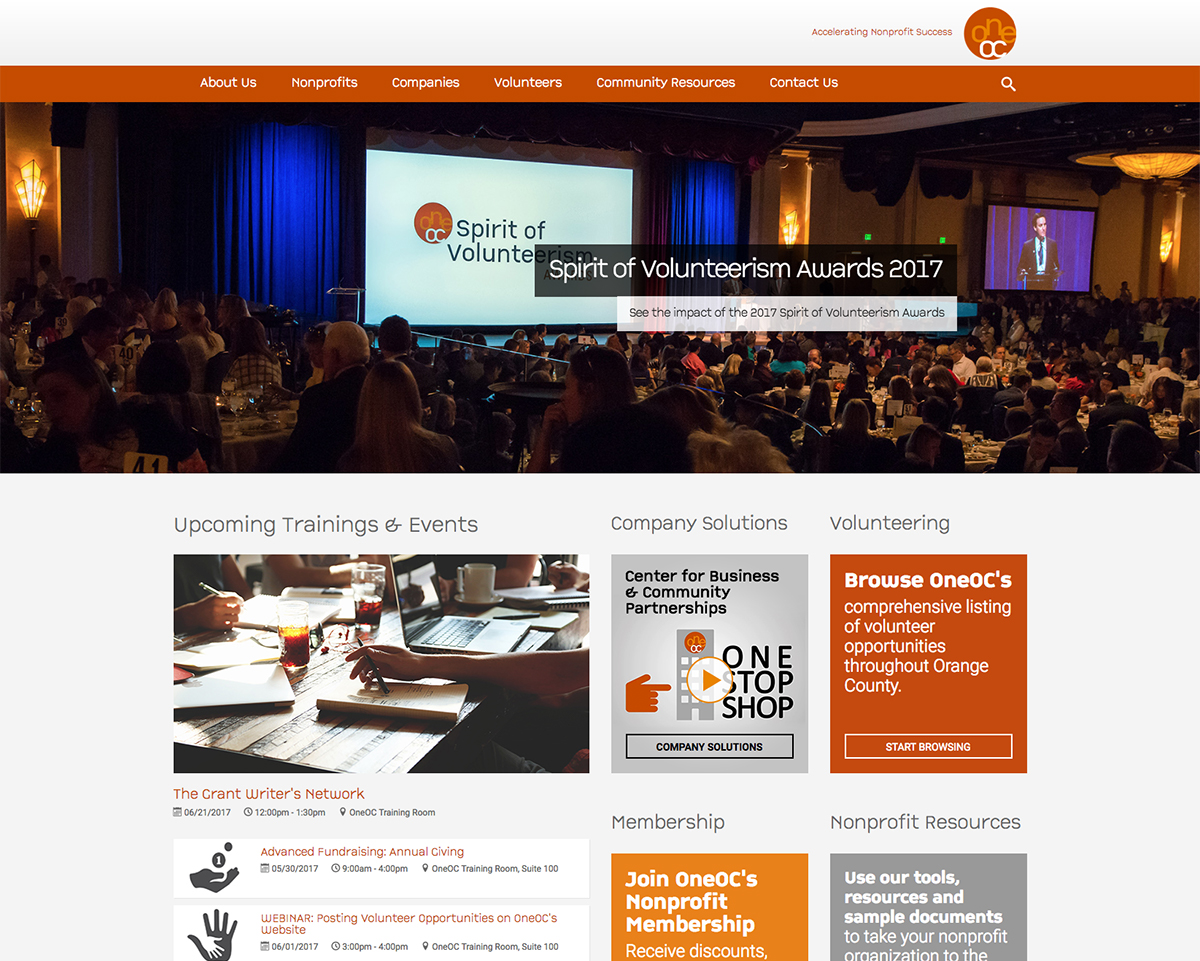 Accelerating Nonprofit Success
one
OC
About Us Nonprofits Companies Volunteers Community Resources Contact Us
one
OC
Spirit of
Volunteerism
Spirit of Volunteerism Awards 2017
See the impact of the 2017 Spirit of Volunteerism Awards
41
Upcoming Trainings & Events
The Grant Writer's Network
06/21/2017 12:00pm - 1:30pm OneOC Training Room
1
Advanced Fundraising: Annual Giving
05/30/2017 9:00am - 4:00pm OneOC Training Room, Suite 100
WEBINAR: Posting Volunteer Opportunities on OneOC's
Website
06/01/2017 3:00pm - 4:00pm OneOC Training Room, Suite 100
Company Solutions
Center for Business
& Community
Partnerships
one
OC
ONE
STOP
SHOP
COMPANY SOLUTIONS
Volunteering
Browse OneOC's
comprehensive listing
of volunteer
opportunities
throughout Orange
County.
START BROWSING
Membership
Join OneOC's
Nonprofit
Membership
Receive discounts,
Nonprofit Resources
Use our tools,
resources and
sample documents
to take your nonprofit
organization to the